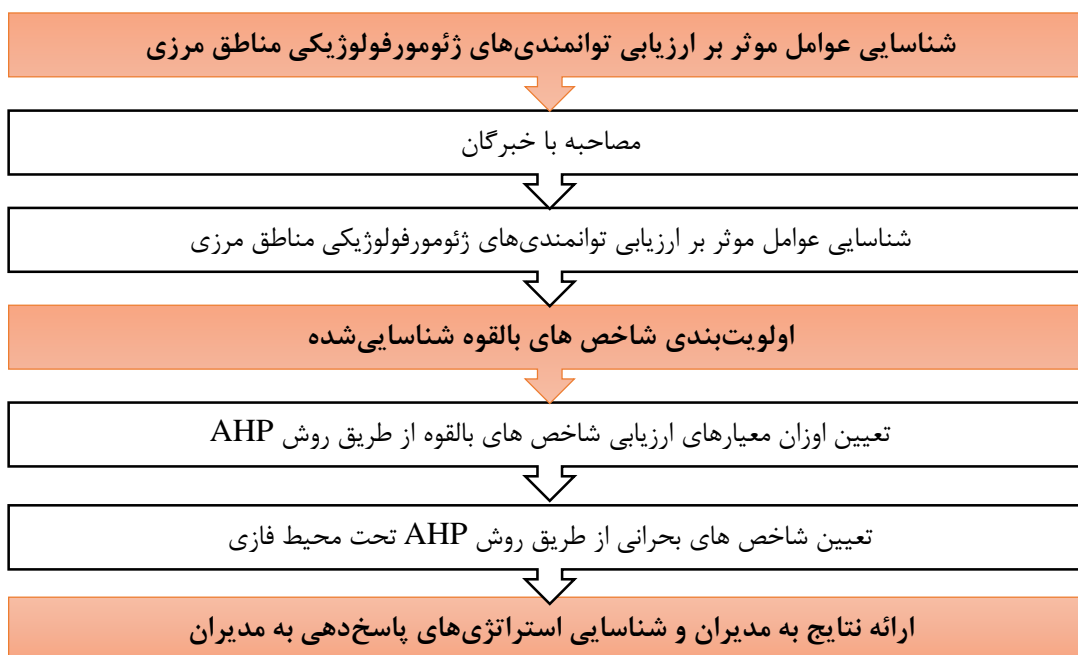 شناسایی عوامل موثر بر ارزیابی توانمندی‌های ژئومورفولوژیکی مناطق مرزی
مصاحبه با خبرگان
شناسایی عوامل موثر بر ارزیابی توانمندی‌های ژئومورفولوژیکی مناطق مرزی
اولویت‌بندی شاخص های بالقوه شناسایی‌شده
تعیین اوزان معیارهای ارزیابی شاخص های بالقوه از طریق روش AHP
تعیین شاخص های بحرانی از طریق روش AHP تحت محیط فازی
ارائه نتایج به مدیران و شناسایی استراتژی‌های پاسخ‌دهی به مدیران